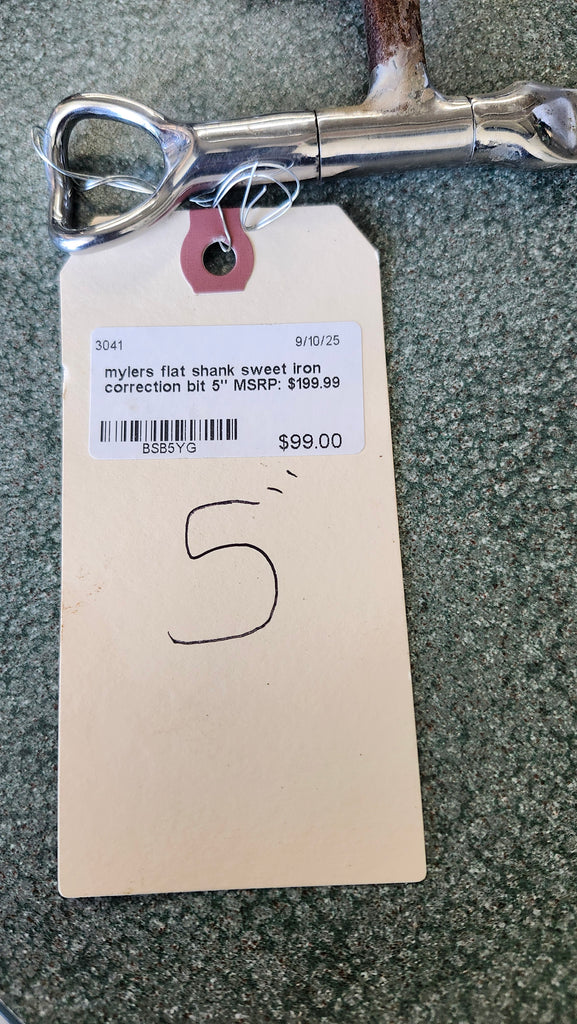 3041 9/10/25
mylers flat shank sweet iron
correction bit 5" MSRP: $199.99
BSB5YG $99.00
5"